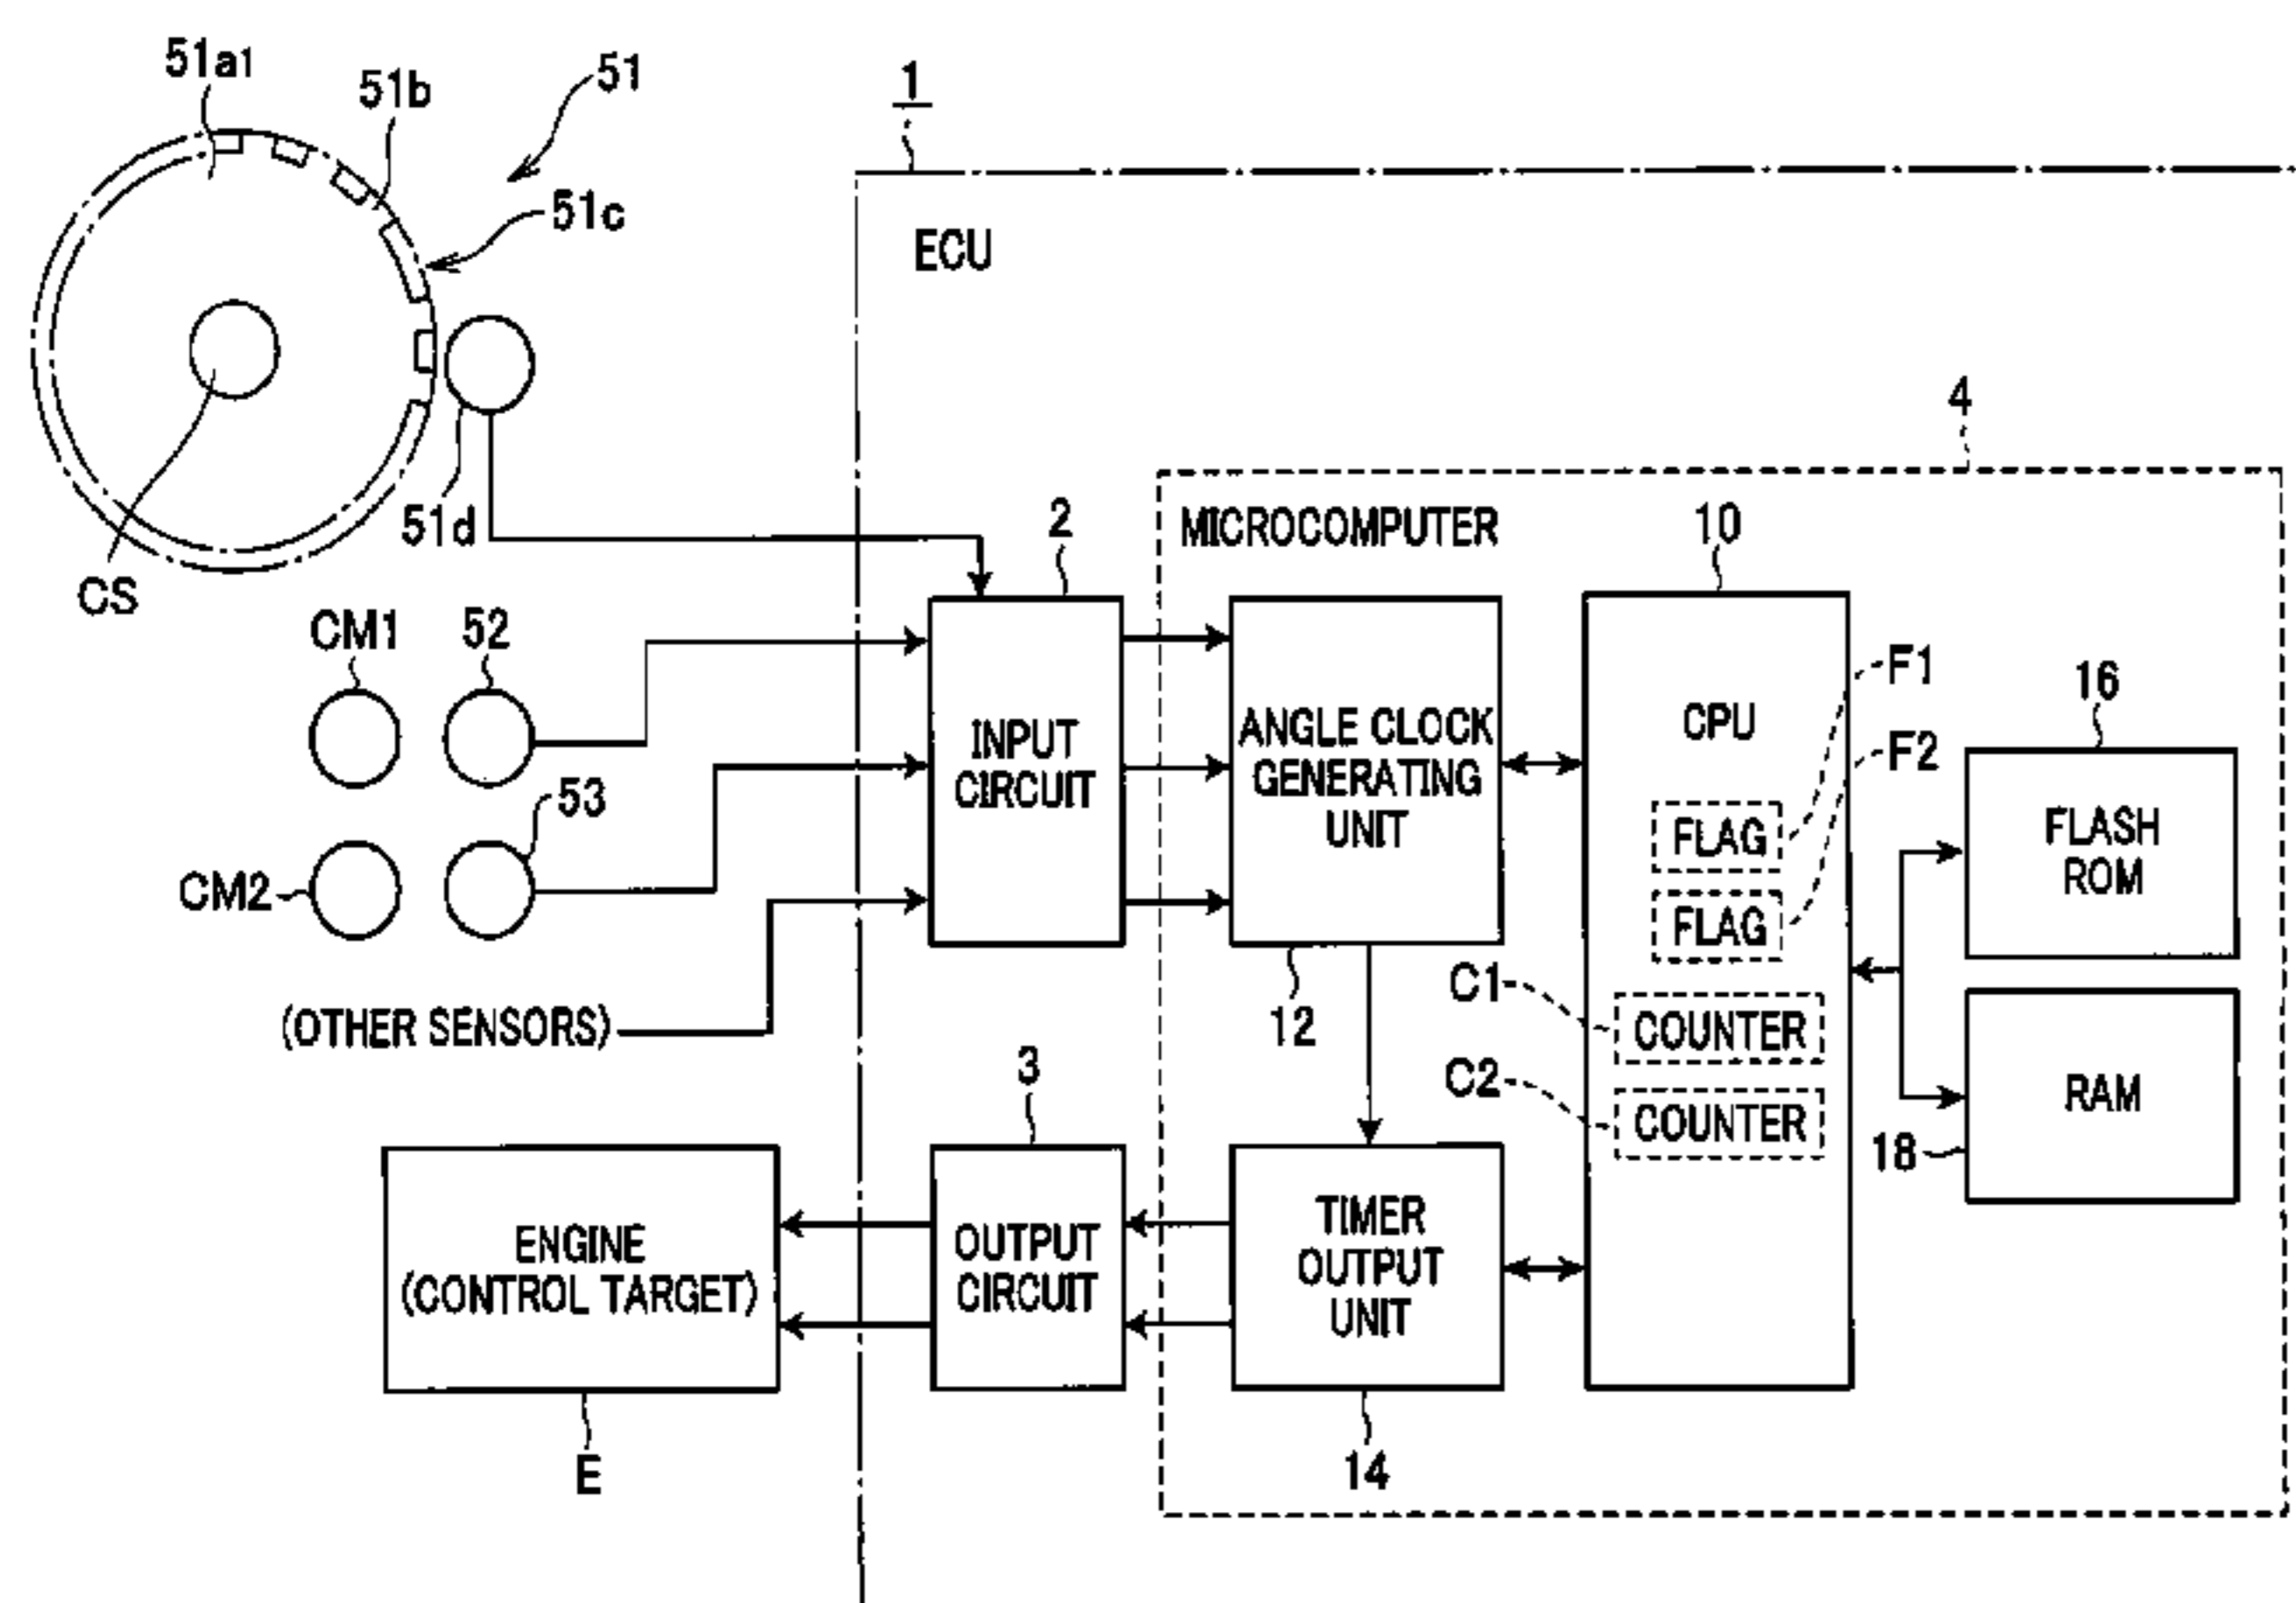 51a1
51b
51
51c
51d
CS
1
ECU
4
MICROCOMPUTER
2
10
CM1
52
53
CM2
(OTHER SENSORS)
INPUT
CIRCUIT
ANGLE CLOCK
GENERATING
UNIT
12
CPU
F1
F2
FLAG
FLAG
C1
COUNTER
C2
COUNTER
16
FLASH
ROM
RAM
18
3
ENGINE
(CONTROL TARGET)
E
OUTPUT
CIRCUIT
TIMER
OUTPUT
UNIT
14